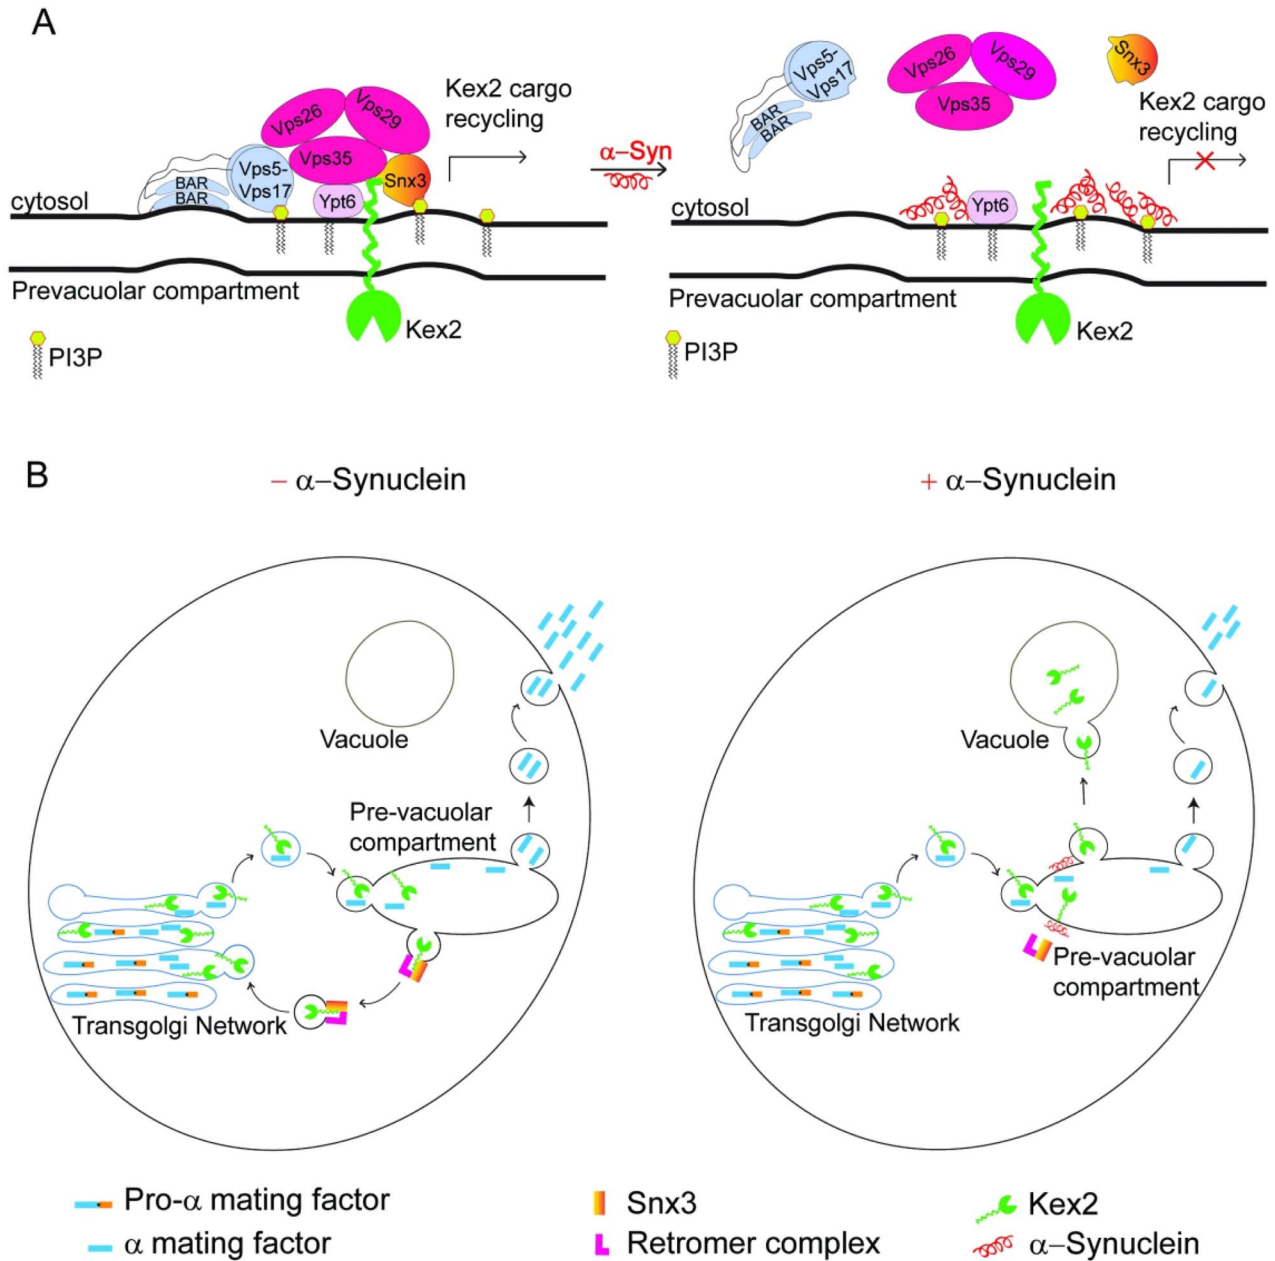 A
Kex2 cargo
recycling
Vps26
Vps29
Vps35
Vps5-
Vps17
Snx3
BAR
BAR
Ypt6
cytosol
Prevacuolar compartment
Kex2
PI3P
α–Syn
Vps5-
Vps17
BAR
BAR
Vps26
Vps29
Vps35
Snx3
Kex2 cargo
recycling
cytosol
Ypt6
Prevacuolar compartment
Kex2
PI3P
B
– α–Synuclein
+ α–Synuclein
Vacuole
Pre-vacuolar
compartment
Transgolgi Network
Vacuole
Pre-vacuolar
compartment
Transgolgi Network
Pro-α mating factor
α mating factor
Snx3
Retromer complex
Kex2
α–Synuclein